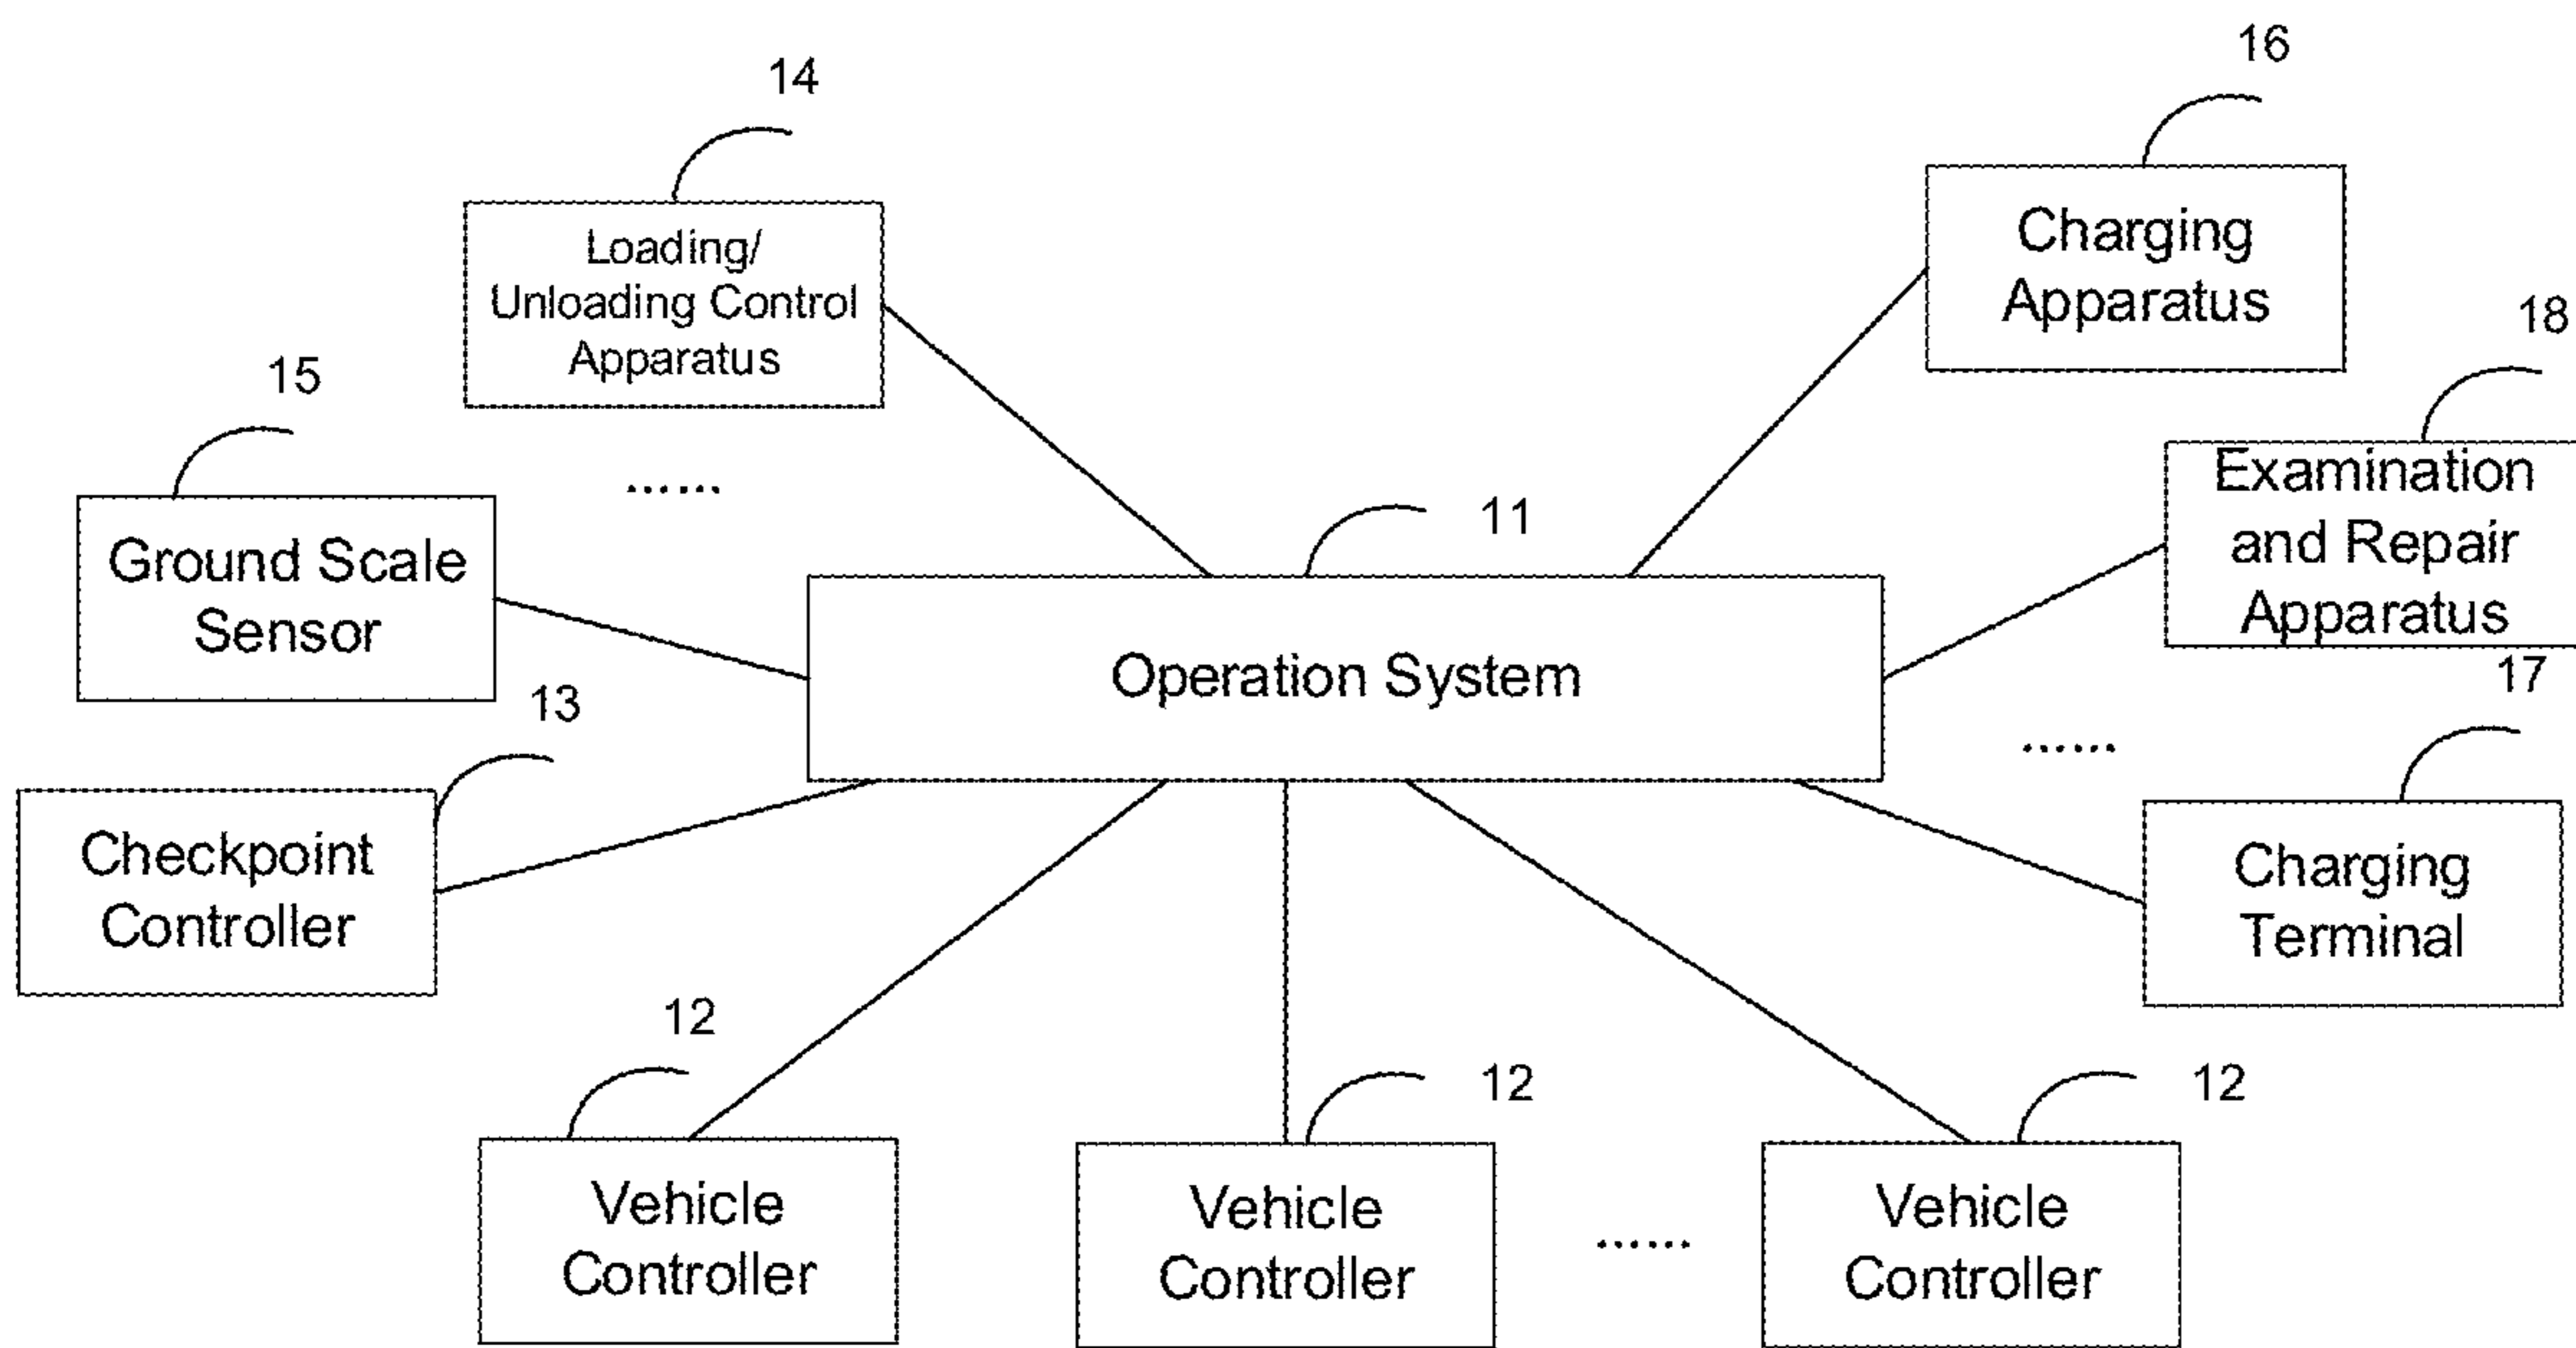 16
14
Charging
Apparatus
Loading/
Unloading Control
Apparatus
18
15
Examination
and Repair
Apparatus
......
11
Ground Scale
Sensor
Operation System
17
13
......
Checkpoint
Controller
Charging
Terminal
12
12
12
Vehicle
Controller
Vehicle
Controller
......
Vehicle
Controller